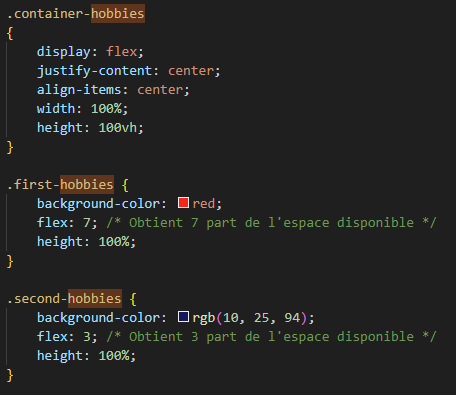 .container-hobbies
{
display: flex;
justify-content: center;
align-items: center;
width: 100%;
height: 100vh;
}
.first-hobbies {
background-color: red;
flex: 7; /* Obtient 7 part de l'espace disponible */
height: 100%;
}
.second-hobbies {
background-color: rgb(10, 25, 94);
flex: 3; /* Obtient 3 part de l'espace disponible */
height: 100%;
}